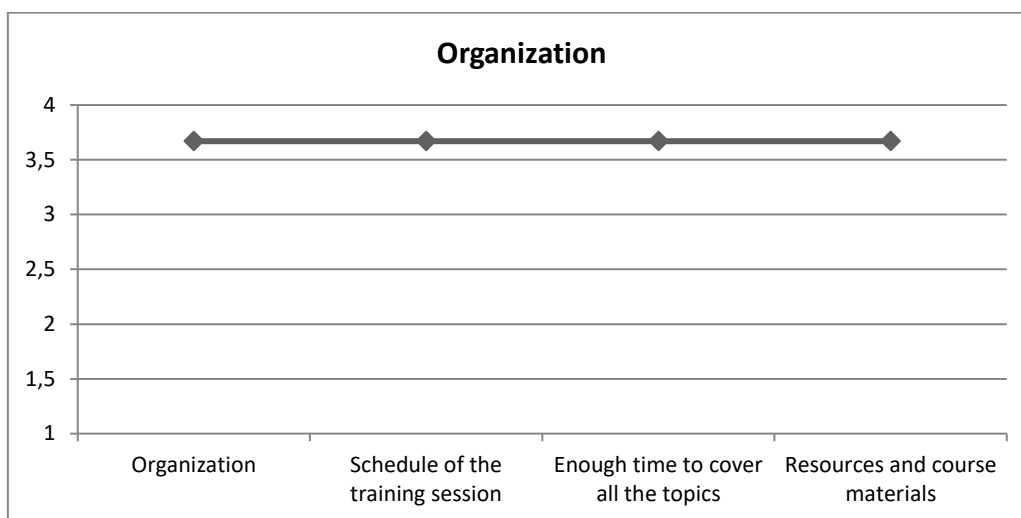 Organization
4
3,5
3
2,5
2
1,5
1
Organization
Schedule of the
training session
Enough time to cover
all the topics
Resources and course
materials